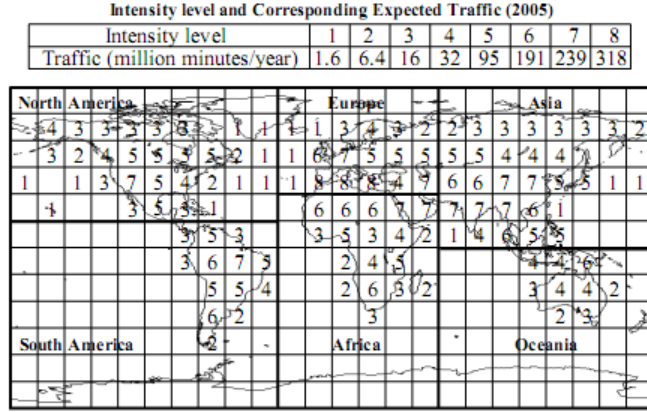 Intensity level and Corresponding Expected Traffic (2005)
Intensity level 1 2 3 4 5 6 7 8
Traffic (million minutes/year) 1.6 6.4 16 32 95 191 239 318
North America Europe Asia
4 3 3 3 3 3 1 1 1 1 3 4 3 2 2 3 3 3 3 3 3 2
3 2 4 5 5 5 5 2 1 1 6 7 5 5 5 5 5 4 4 4
1 1 3 7 5 4 2 1 1 1 8 8 8 4 7 6 6 7 7 5 5 1 1
1 3 5 5 1 6 6 6 7 7 7 7 6 1
3 5 3 3 5 3 4 2 1 4 6 5 5
3 6 7 5 2 4 5 4 4 6
5 5 4 2 6 3 2 3 4 4 2
6 2 3 2 3
South America 2 Africa Oceania